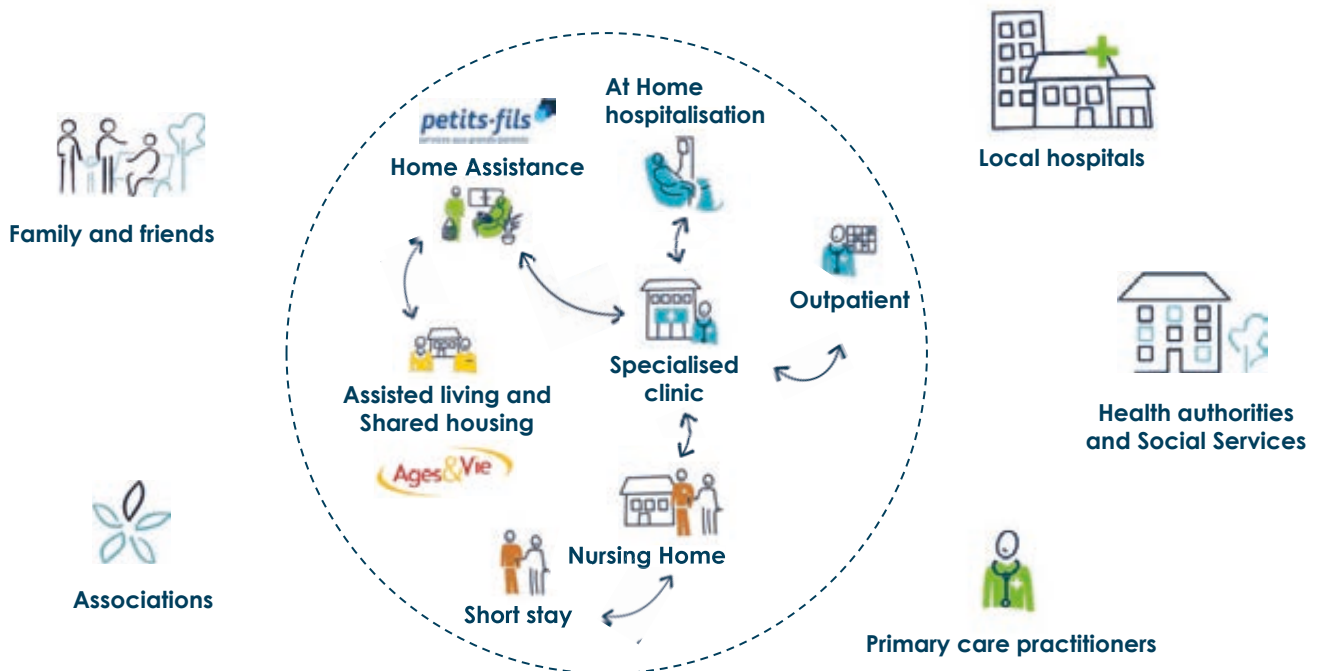 At Home
hospitalisation
petits-fils
Home Assistance
Local hospitals
Family and friends
Outpatient
Specialised
clinic
Assisted living and
Shared housing
Health authorities
and Social Services
Ages&Vie
Nursing Home
Associations
Short stay
Primary care practitioners